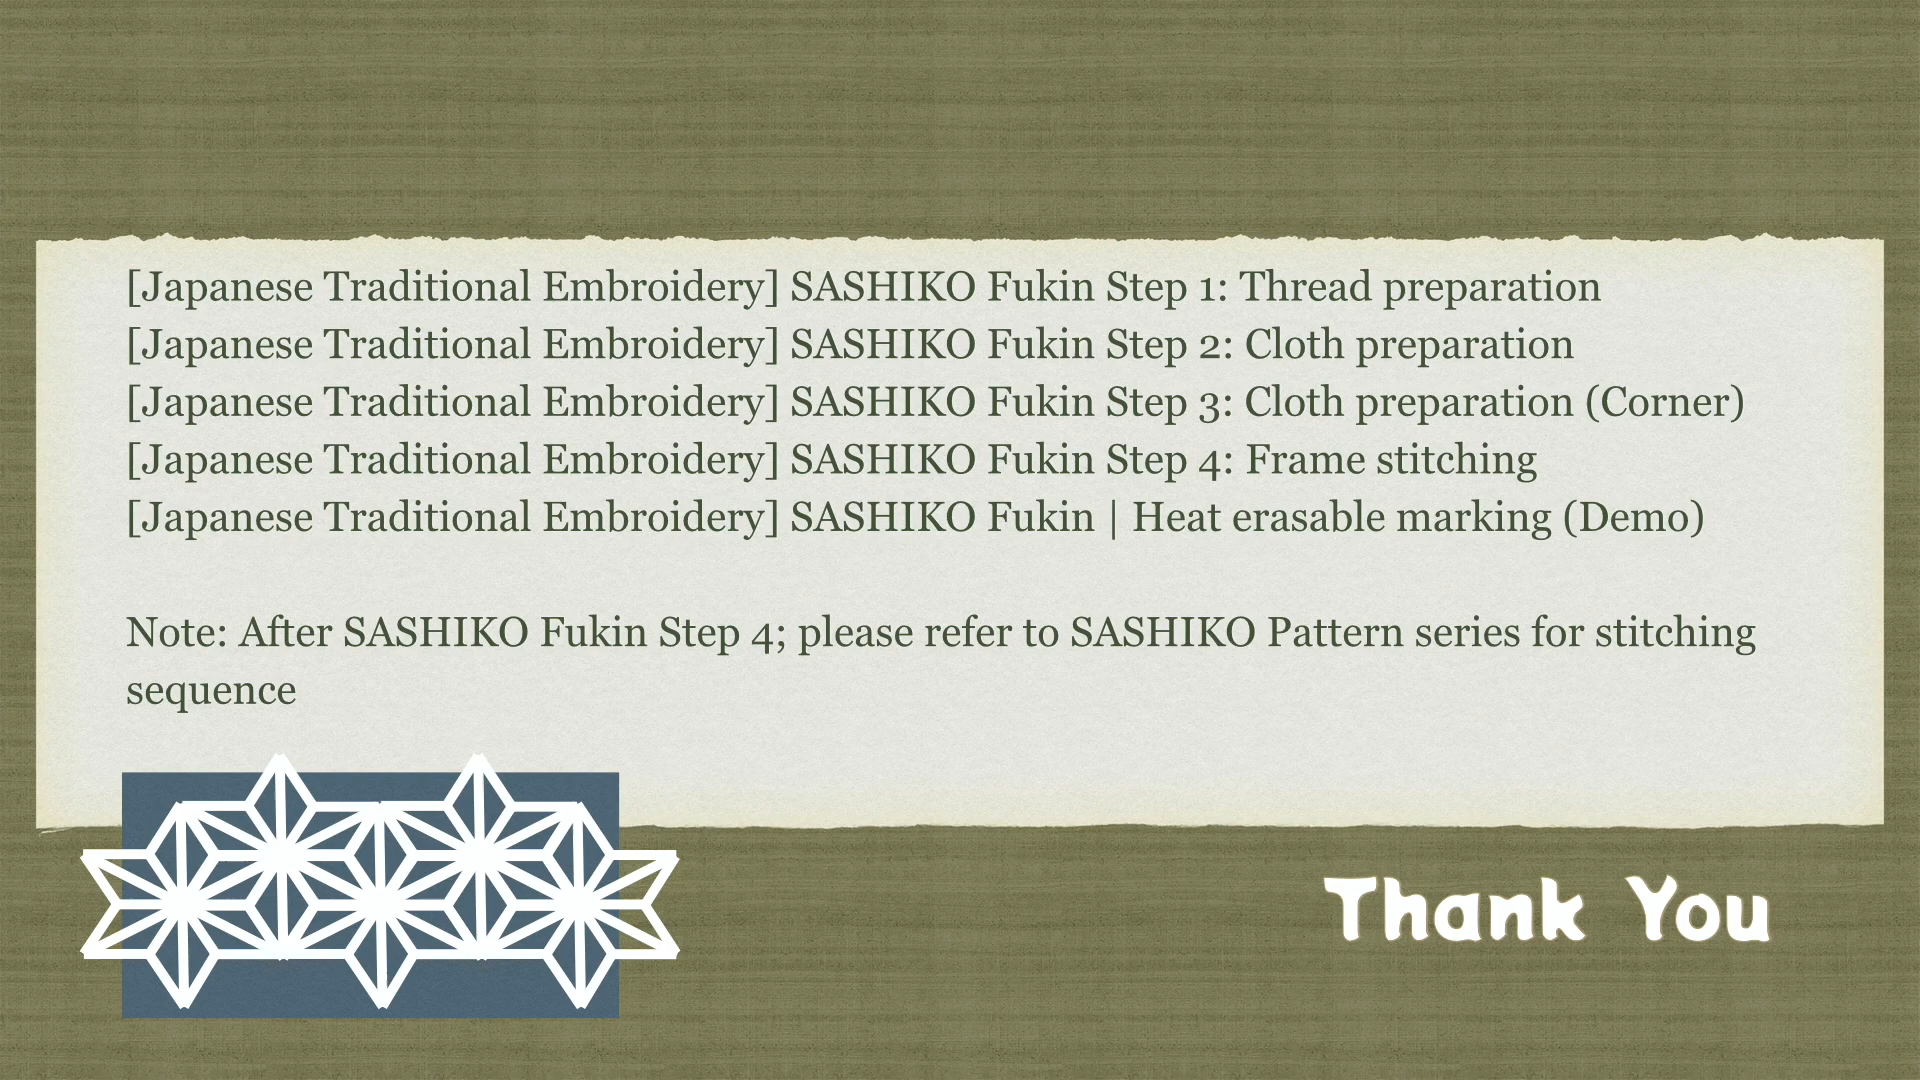 [Japanese Traditional Embroidery] SASHIKO Fukin Step 1: Thread preparation
[Japanese Traditional Embroidery] SASHIKO Fukin Step 2: Cloth preparation
[Japanese Traditional Embroidery] SASHIKO Fukin Step 3: Cloth preparation (Corner)
[Japanese Traditional Embroidery] SASHIKO Fukin Step 4: Frame stitching
[Japanese Traditional Embroidery] SASHIKO Fukin | Heat erasable marking (Demo)
Note: After SASHIKO Fukin Step 4; please refer to SASHIKO Pattern series for stitching
sequence
Thank You